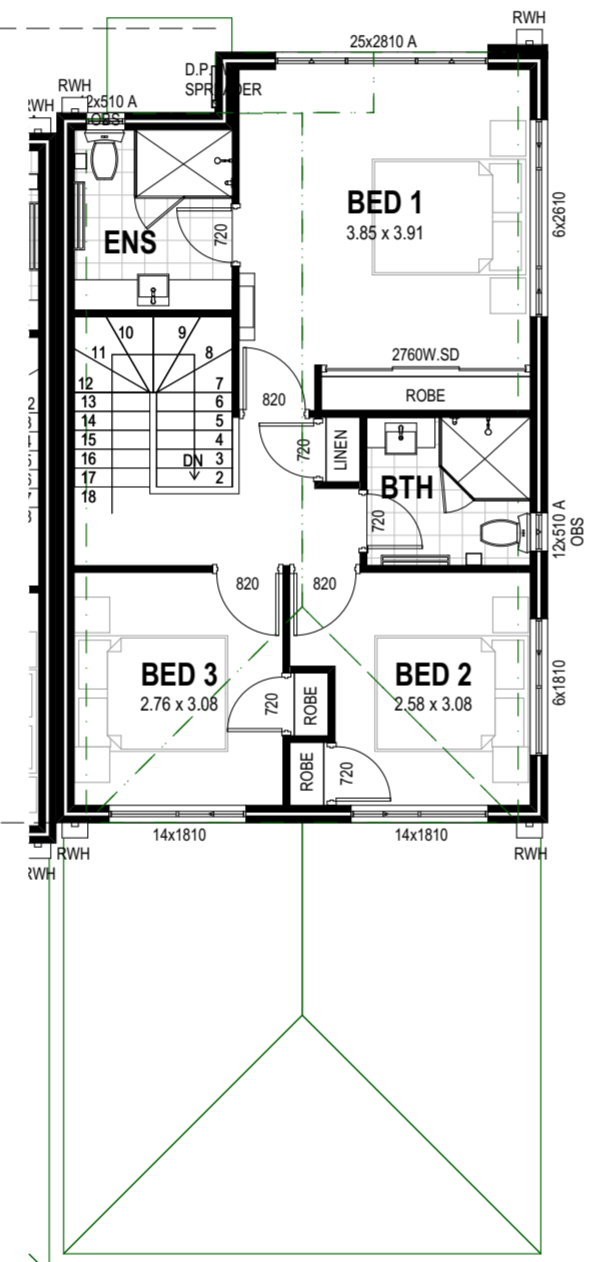 RWH
25x2810 A
D.P.
RWH
RWH
12x510 A
OBS
BED 1
3.85 x 3.91
6x2610
ENS
720
2760W.SD
ROBE
10
9
11
8
12
7
13
6
14
5
15
4
16
3
17
2
18
DN
820
720
LINEN
BTH
720
12x510 A
OBS
820
820
BED 3
2.76 x 3.08
BED 2
2.58 x 3.08
6x1810
720
ROBE
ROBE
720
14x1810
14x1810
RWH
RWH
RWH